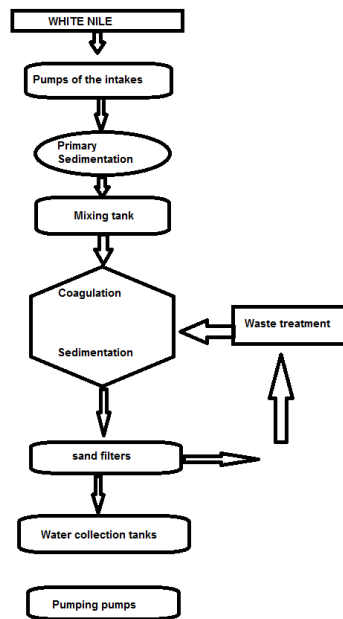 WHITE NILE
Pumps of the intakes
Primary
Sedimentation
Mixing tank
Coagulation
Sedimentation
Waste treatment
sand filters
Water collection tanks
Pumping pumps